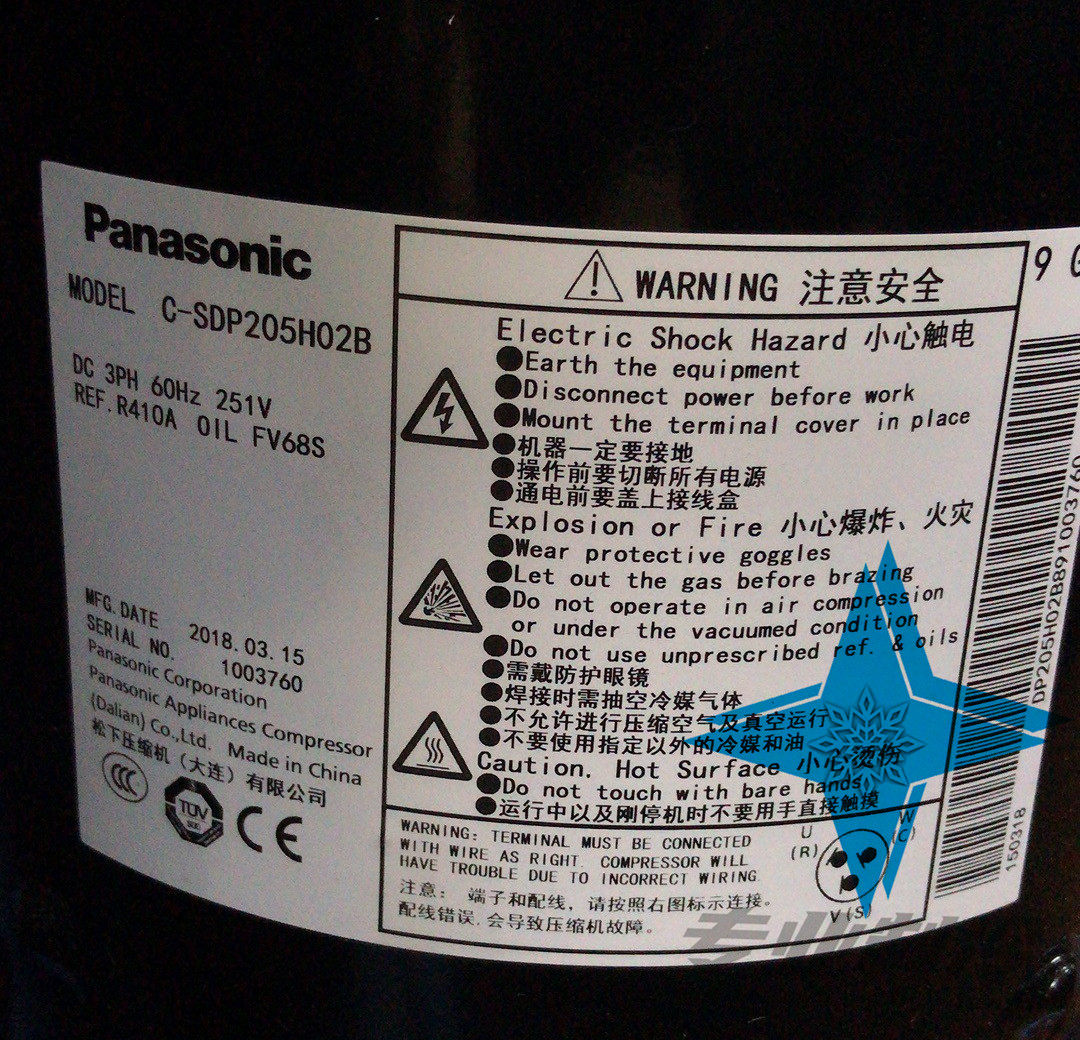 Panasonic
MODEL C-SDP205H02B
DC 3PH 60Hz 251V
REF.R410A OIL FV68S
MFG.DATE 2018.03.15
SERIAL NO. 1003760
Panasonic Corporation
Panasonic Appliances Compressor
(Dalian) Co.,Ltd. Made in China
松下压缩机（大连）有限公司
CCC
TÜV
CE
WARNING 注意安全
Electric Shock Hazard 小心触电
●Earth the equipment
●Disconnect power before work
●Mount the terminal cover in place
●机器一定要接地
●操作前要切断所有电源
●通电前要盖上接线盒
Explosion or Fire 小心爆炸、火灾
●Wear protective goggles
●Let out the gas before brazing
●Do not operate in air compression
or under the vacuumed condition
●Do not use unprescribed ref. & oils
●需戴防护眼镜
●焊接时需抽空冷媒气体
●不允许进行压缩空气及真空运行
●不要使用指定以外的冷媒和油
Caution. Hot Surface 小心烫伤
●Do not touch with bare hands
●运行中以及刚停机时不要用手直接触摸
WARNING: TERMINAL MUST BE CONNECTED
WITH WIRE AS RIGHT. COMPRESSOR WILL
HAVE TROUBLE DUE TO INCORRECT WIRING.
注意： 端子和配线，请按照右图标示连接。
配线错误，会导致压缩机故障。
U
(R)
W
(C)
V(S)
9
DP205H02B891003760
150318
专业制